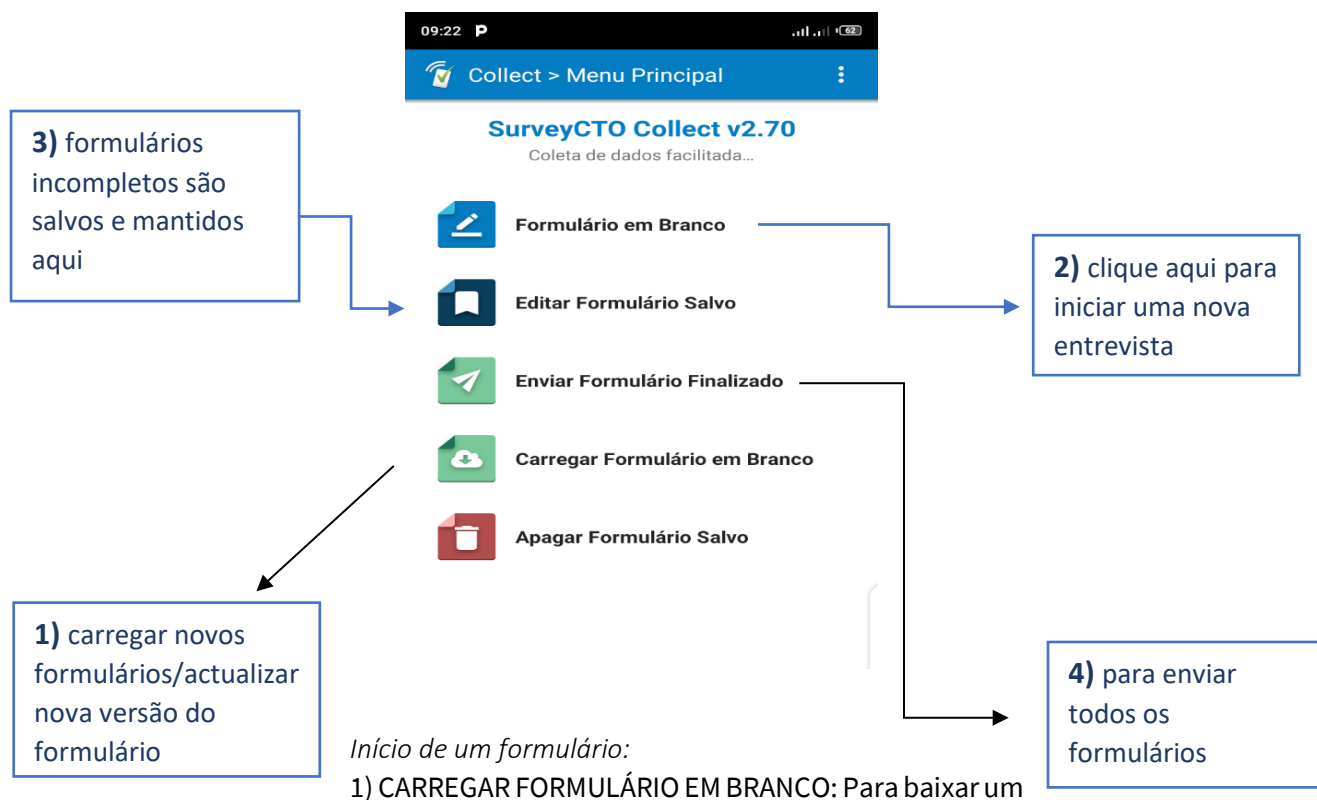 09:22
62
Collect > Menu Principal
SurveyCTO Collect v2.70
Coleta de dados facilitada...
3) formulários
incompletos são
salvos e mantidos
aqui
Formulário em Branco
2) clique aqui para
iniciar uma nova
entrevista
Editar Formulário Salvo
Enviar Formulário Finalizado
Carregar Formulário em Branco
Apagar Formulário Salvo
1) carregar novos
formulários/actualizar
nova versão do
formulário
4) para enviar
todos os
formulários
Início de um formulário:
1) CARREGAR FORMULÁRIO EM BRANCO: Para baixar um